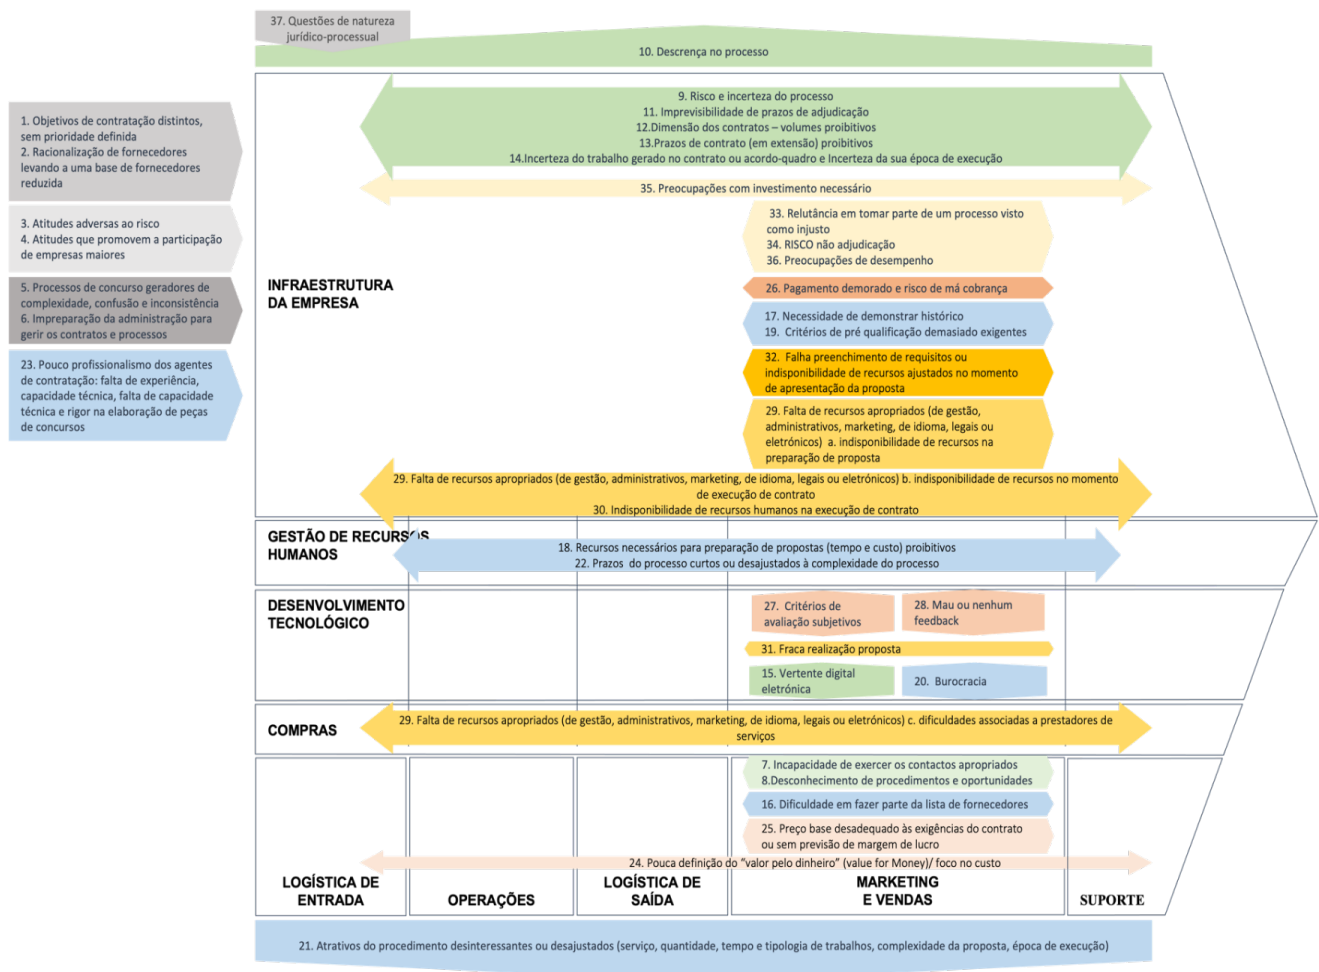 37. Questões de natureza
jurídico-processual
10. Descrença no processo
1. Objetivos de contratação distintos,
sem prioridade definida
2. Racionalização de fornecedores
levando a uma base de fornecedores
reduzida
3. Atitudes adversas ao risco
4. Atitudes que promovem a participação
de empresas maiores
5. Processos de concurso geradores de
complexidade, confusão e inconsistência
6. Impreparação da administração para
gerir os contratos e processos
23. Pouco profissionalismo dos agentes
de contratação: falta de experiência,
capacidade técnica, falta de capacidade
técnica e rigor na elaboração de peças
de concursos
9. Risco e incerteza do processo
11. Imprevisibilidade de prazos de adjudicação
12.Dimensão dos contratos – volumes proibitivos
13.Prazos de contrato (em extensão) proibitivos
14.Incerteza do trabalho gerado no contrato ou acordo-quadro e Incerteza da sua época de execução
35. Preocupações com investimento necessário
33. Relutância em tomar parte de um processo visto
como injusto
34. RISCO não adjudicação
36. Preocupações de desempenho
INFRAESTRUTURA
DA EMPRESA
26. Pagamento demorado e risco de má cobrança
17. Necessidade de demonstrar histórico
19. Critérios de pré qualificação demasiado exigentes
32. Falha preenchimento de requisitos ou
indisponibilidade de recursos ajustados no momento
de apresentação da proposta
29. Falta de recursos apropriados (de gestão,
administrativos, marketing, de idioma, legais ou
eletrónicos) a. indisponibilidade de recursos na
preparação de proposta
29. Falta de recursos apropriados (de gestão, administrativos, marketing, de idioma, legais ou eletrónicos) b. indisponibilidade de recursos no momento
de execução de contrato
30. Indisponibilidade de recursos humanos na execução de contrato
GESTÃO DE RECURSOS
HUMANOS
18. Recursos necessários para preparação de propostas (tempo e custo) proibitivos
22. Prazos do processo curtos ou desajustados à complexidade do processo
DESENVOLVIMENTO
TECNOLÓGICO
27. Critérios de
avaliação subjetivos
28. Mau ou nenhum
feedback
31. Fraca realização proposta
15. Vertente digital
eletrónica
20. Burocracia
COMPRAS
29. Falta de recursos apropriados (de gestão, administrativos, marketing, de idioma, legais ou eletrónicos) c. dificuldades associadas a prestadores de
serviços
7. Incapacidade de exercer os contactos apropriados
8.Desconhecimento de procedimentos e oportunidades
16. Dificuldade em fazer parte da lista de fornecedores
25. Preço base desadequado às exigências do contrato
ou sem previsão de margem de lucro
24. Pouca definição do “valor pelo dinheiro” (value for Money)/ foco no custo
LOGÍSTICA DE
ENTRADA
OPERAÇÕES
LOGÍSTICA DE
SAÍDA
MARKETING
E VENDAS
SUPORTE
21. Atrativos do procedimento desinteressantes ou desajustados (serviço, quantidade, tempo e tipologia de trabalhos, complexidade da proposta, época de execução)